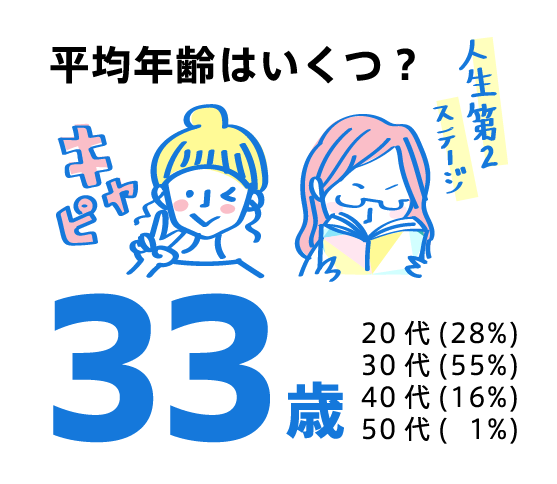 平均年齢はいくつ？
人生第2
ステージ
キャピ
33歳
20代(28%)
30代(55%)
40代(16%)
50代( 1%)